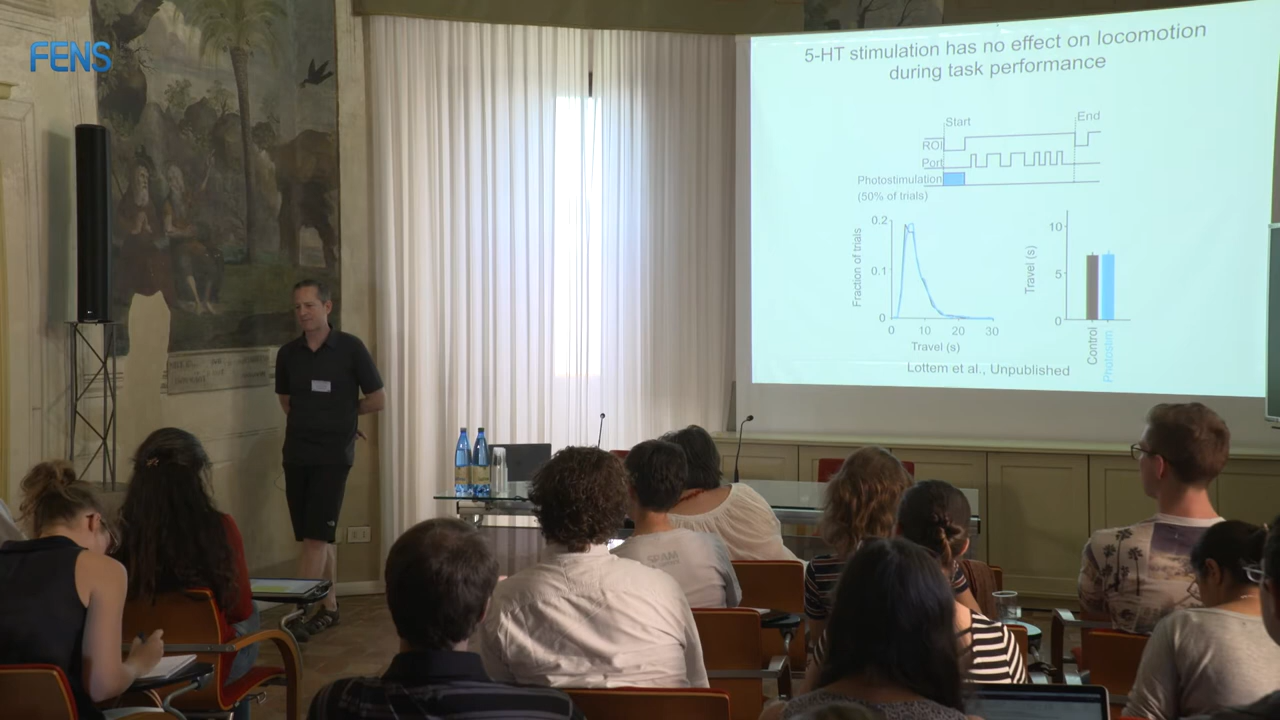 FENS
5-HT stimulation has no effect on locomotion
during task performance
Start
End
ROI
Port
Photostimulation
(50% of trials)
0.2
0.1
0
Fraction of trials
0
10
20
30
Travel (s)
10
5
0
Travel (s)
Control
Photostim
Lottem et al., Unpublished